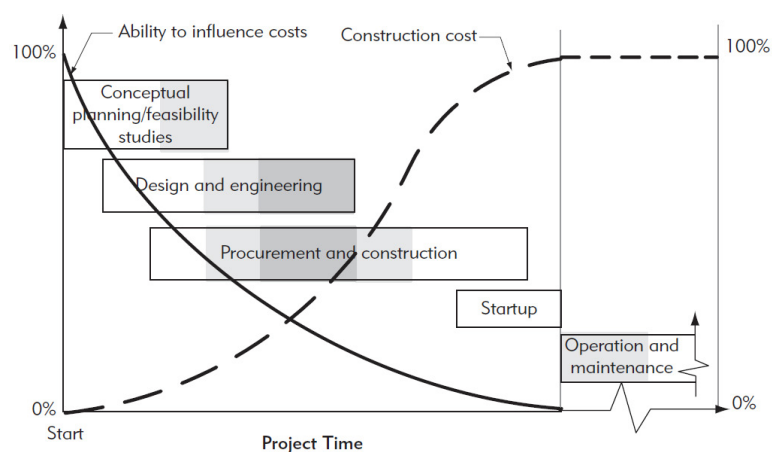 Ability to influence costs
Construction cost
100%
100%
Conceptual
planning/feasibility
studies
Design and engineering
Procurement and construction
Startup
Operation and
maintenance
0%
0%
Start
Project Time